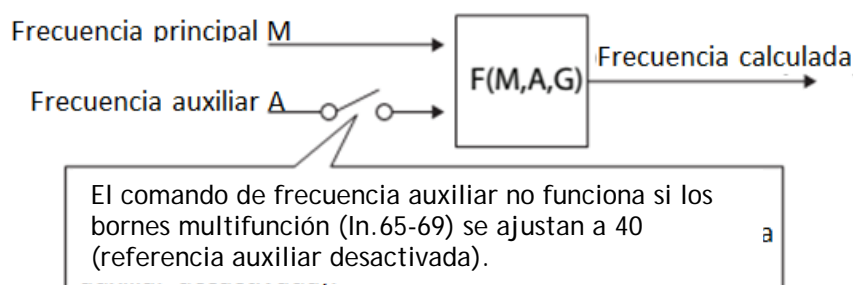 Frecuencia principal M
Frecuencia auxiliar A
F(M,A,G)
Frecuencia calculada
El comando de frecuencia auxiliar no funciona si los
bornes multifunción (In.65-69) se ajustan a 40
(referencia auxiliar desactivada).
a